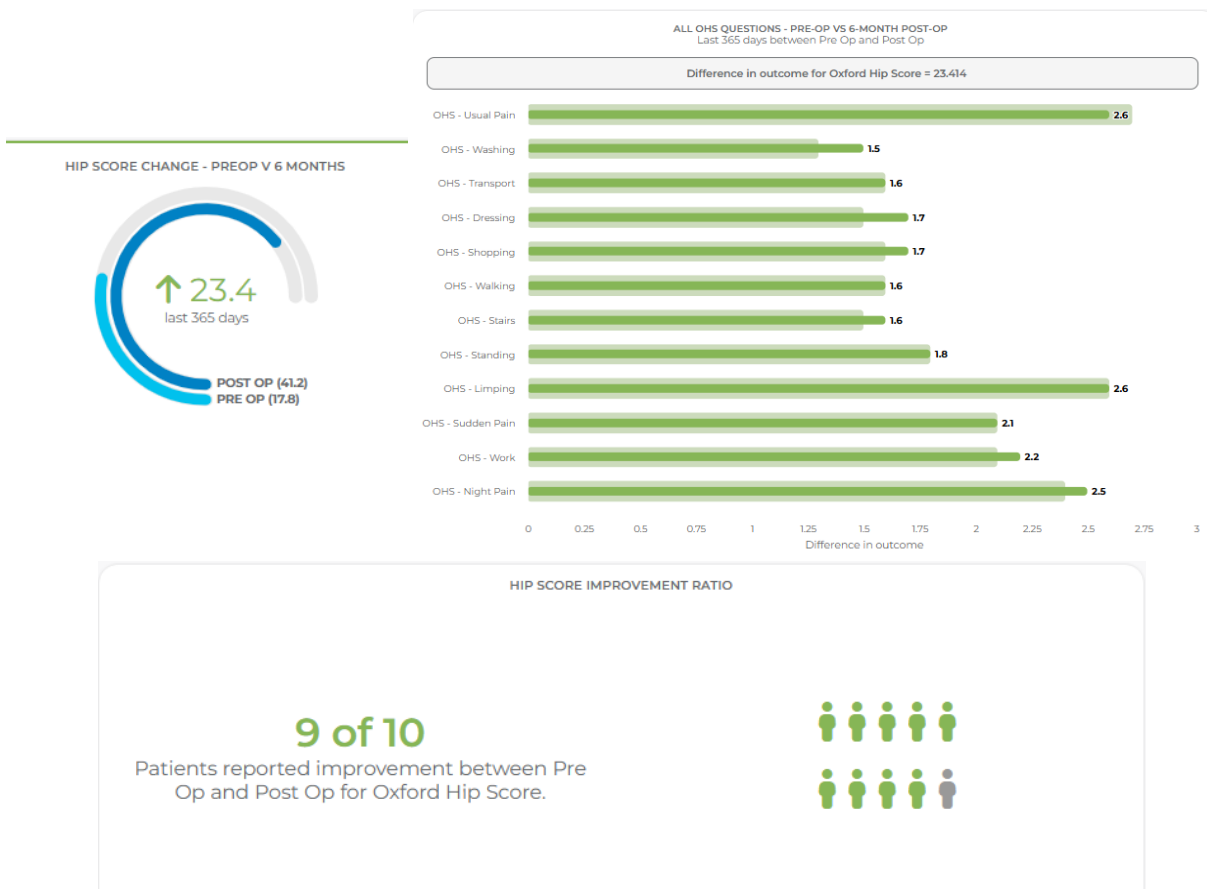 ALL OHS QUESTIONS - PRE-OP VS 6-MONTH POST-OP
Last 365 days between Pre Op and Post Op
Difference in outcome for Oxford Hip Score = 23.414
OHS - Usual Pain 2.6
OHS - Washing 1.5
OHS - Transport 1.6
OHS - Dressing 1.7
OHS - Shopping 1.7
OHS - Walking 1.6
OHS - Stairs 1.6
OHS - Standing 1.8
OHS - Limping 2.6
OHS - Sudden Pain 2.1
OHS - Work 2.2
OHS - Night Pain 2.5
0 0.25 0.5 0.75 1 1.25 1.5 1.75 2 2.25 2.5 2.75 3
Difference in outcome
HIP SCORE CHANGE - PREOP V 6 MONTHS
23.4
last 365 days
POST OP (41.2)
PRE OP (17.8)
HIP SCORE IMPROVEMENT RATIO
9 of 10
Patients reported improvement between Pre
Op and Post Op for Oxford Hip Score.